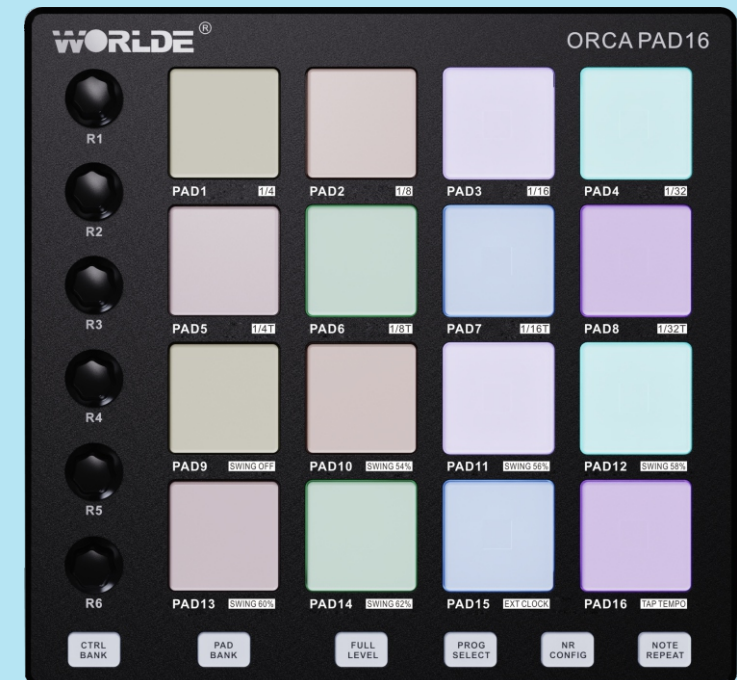 WORLDE®
ORCA PAD16
R1
PAD1 1/4
PAD2 1/8
PAD3 1/16
PAD4 1/32
R2
R3
PAD5 1/4T
PAD6 1/8T
PAD7 1/16T
PAD8 1/32T
R4
PAD9 SWING OFF
PAD10 SWING 54%
PAD11 SWING 56%
PAD12 SWING 58%
R5
R6
PAD13 SWING 60%
PAD14 SWING 62%
PAD15 EXT CLOCK
PAD16 TAP TEMPO
CTRL
BANK
PAD
BANK
FULL
LEVEL
PROG
SELECT
NR
CONFIG
NOTE
REPEAT